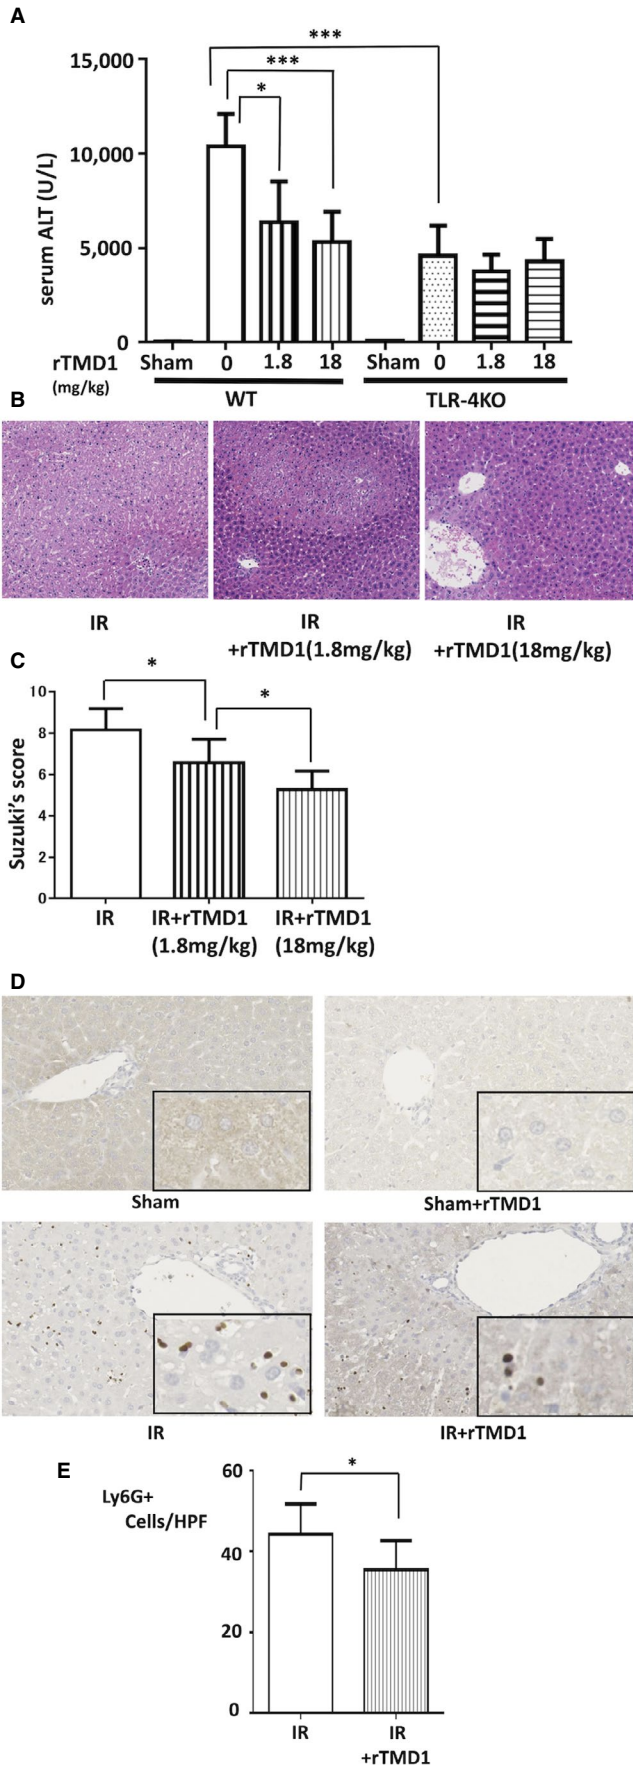 A
***
***
*
15,000
10,000
5,000
0
serum ALT (U/L)
rTMD1 Sham 0 1.8 18 Sham 0 1.8 18
(mg/kg)
WT TLR-4KO
B
IR IR IR
+rTMD1(1.8mg/kg) +rTMD1(18mg/kg)
C
*
*
10
8
6
4
2
0
Suzuki's score
IR IR+rTMD1 IR+rTMD1
(1.8mg/kg) (18mg/kg)
D
Sham Sham+rTMD1
IR IR+rTMD1
E
*
Ly6G+
Cells/HPF
60
40
20
0
IR IR
+rTMD1